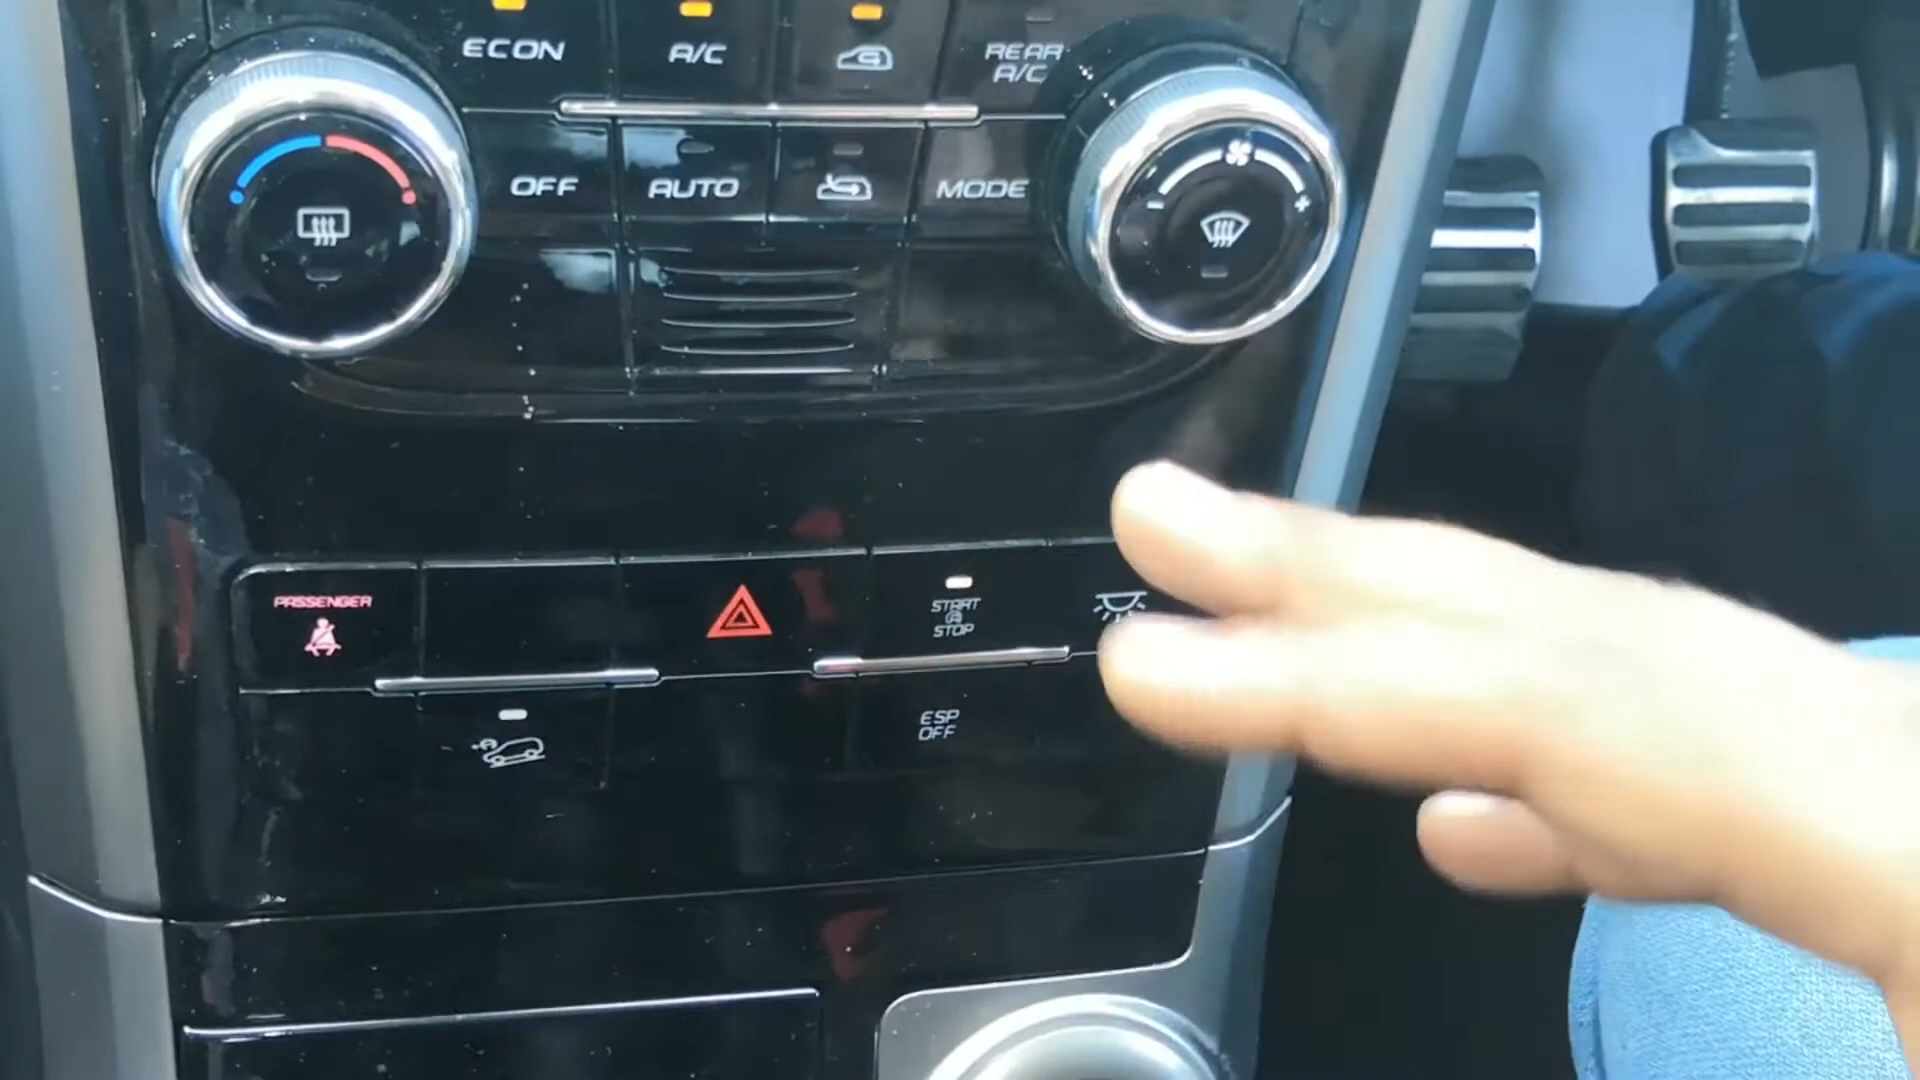 ECON A/C REAR A/C
OFF AUTO MODE
- +
PASSENGER
START
STOP
ESP
OFF